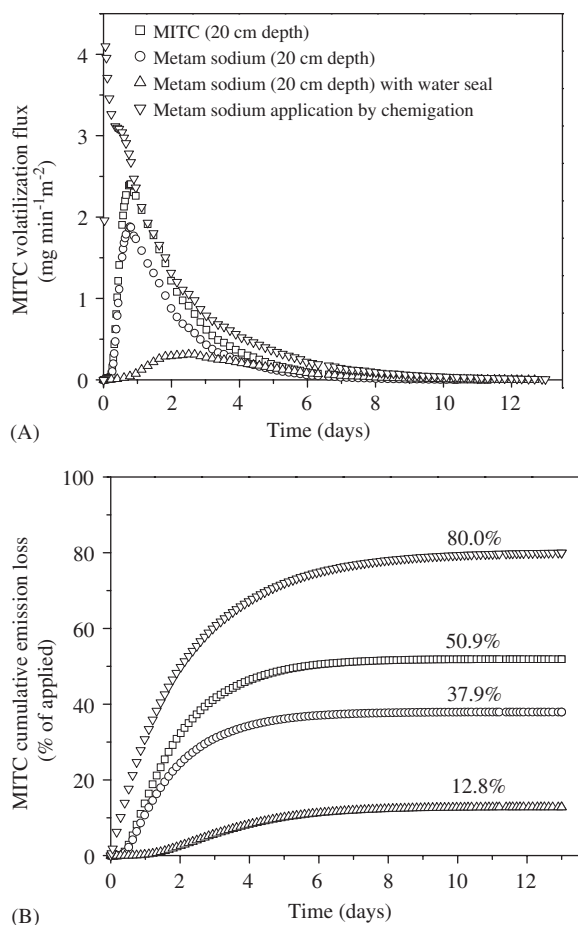 MITC (20 cm depth)
Metam sodium (20 cm depth)
Metam sodium (20 cm depth) with water seal
Metam sodium application by chemigation
MITC volatilization flux
(mg min⁻¹m⁻²)
4
3
2
1
0
0 2 4 6 8 10 12
Time (days)
(A)
MITC cumulative emission loss
(% of applied)
100
80
60
40
20
0
80.0%
50.9%
37.9%
12.8%
0 2 4 6 8 10 12
Time (days)
(B)